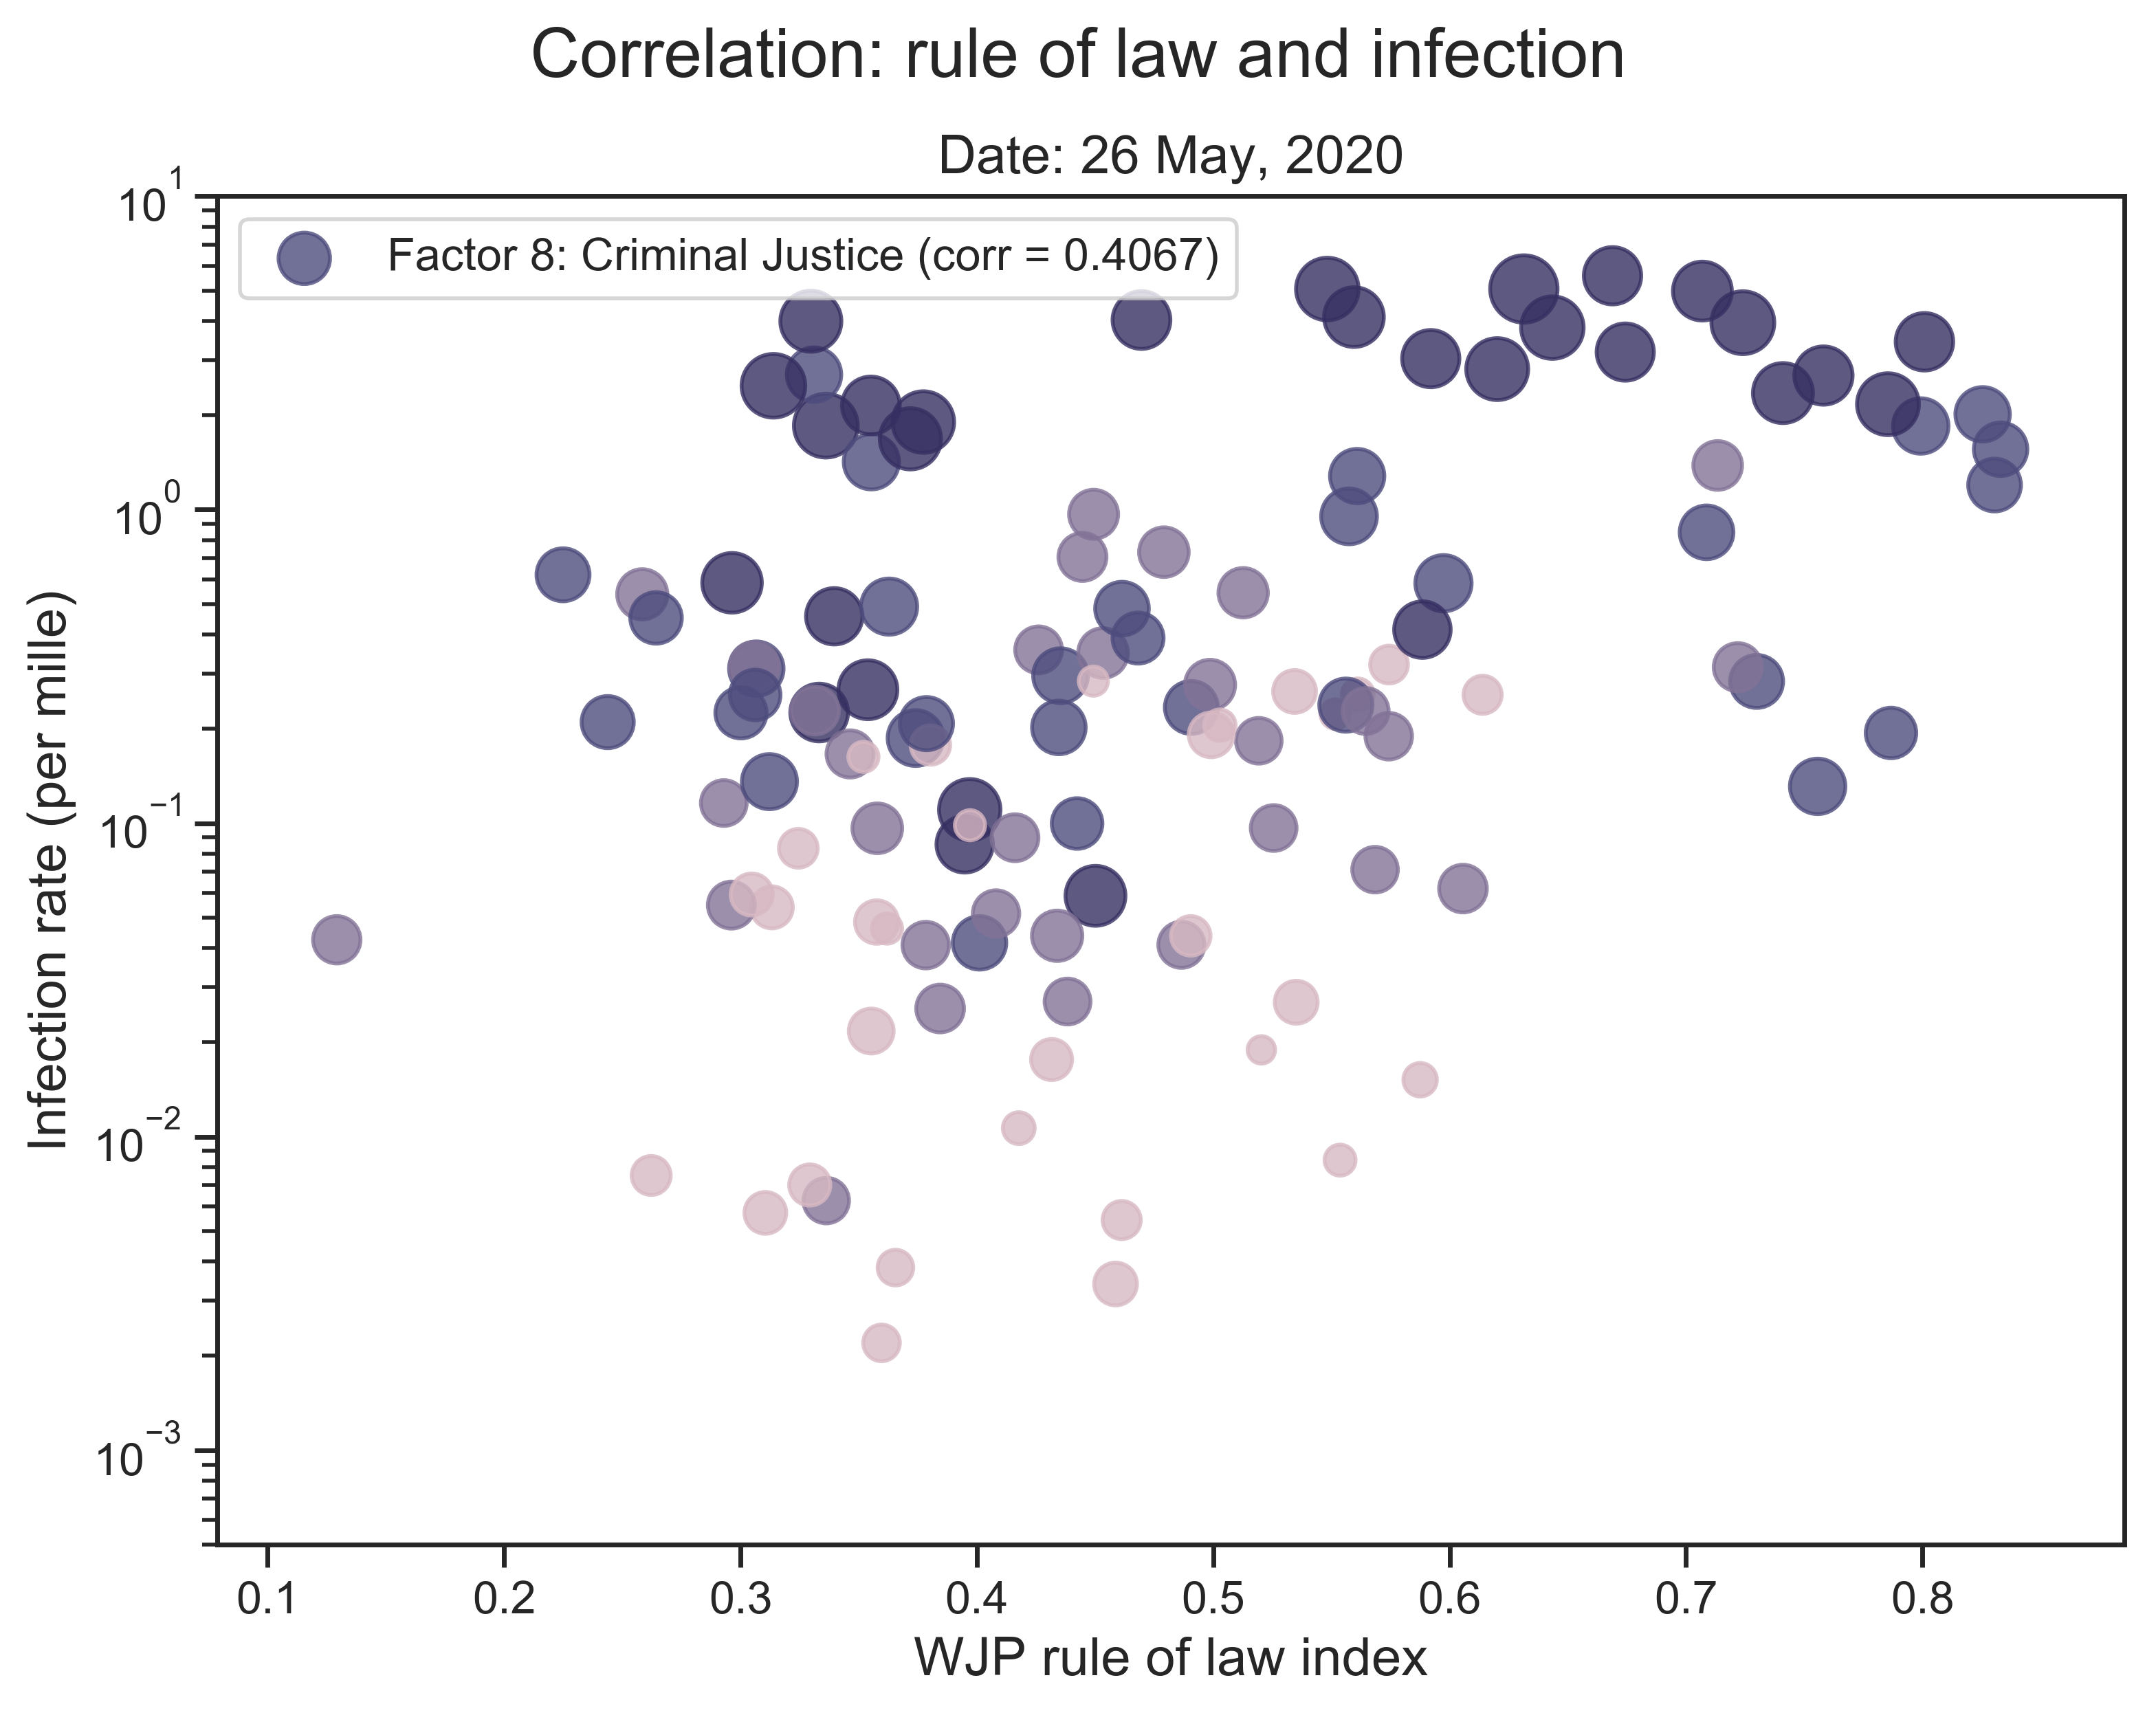 Correlation: rule of law and infection
Date: 26 May, 2020
Factor 8: Criminal Justice (corr = 0.4067)
Infection rate (per mille)
10^1
10^0
10^−1
10^−2
10^−3
0.1 0.2 0.3 0.4 0.5 0.6 0.7 0.8
WJP rule of law index